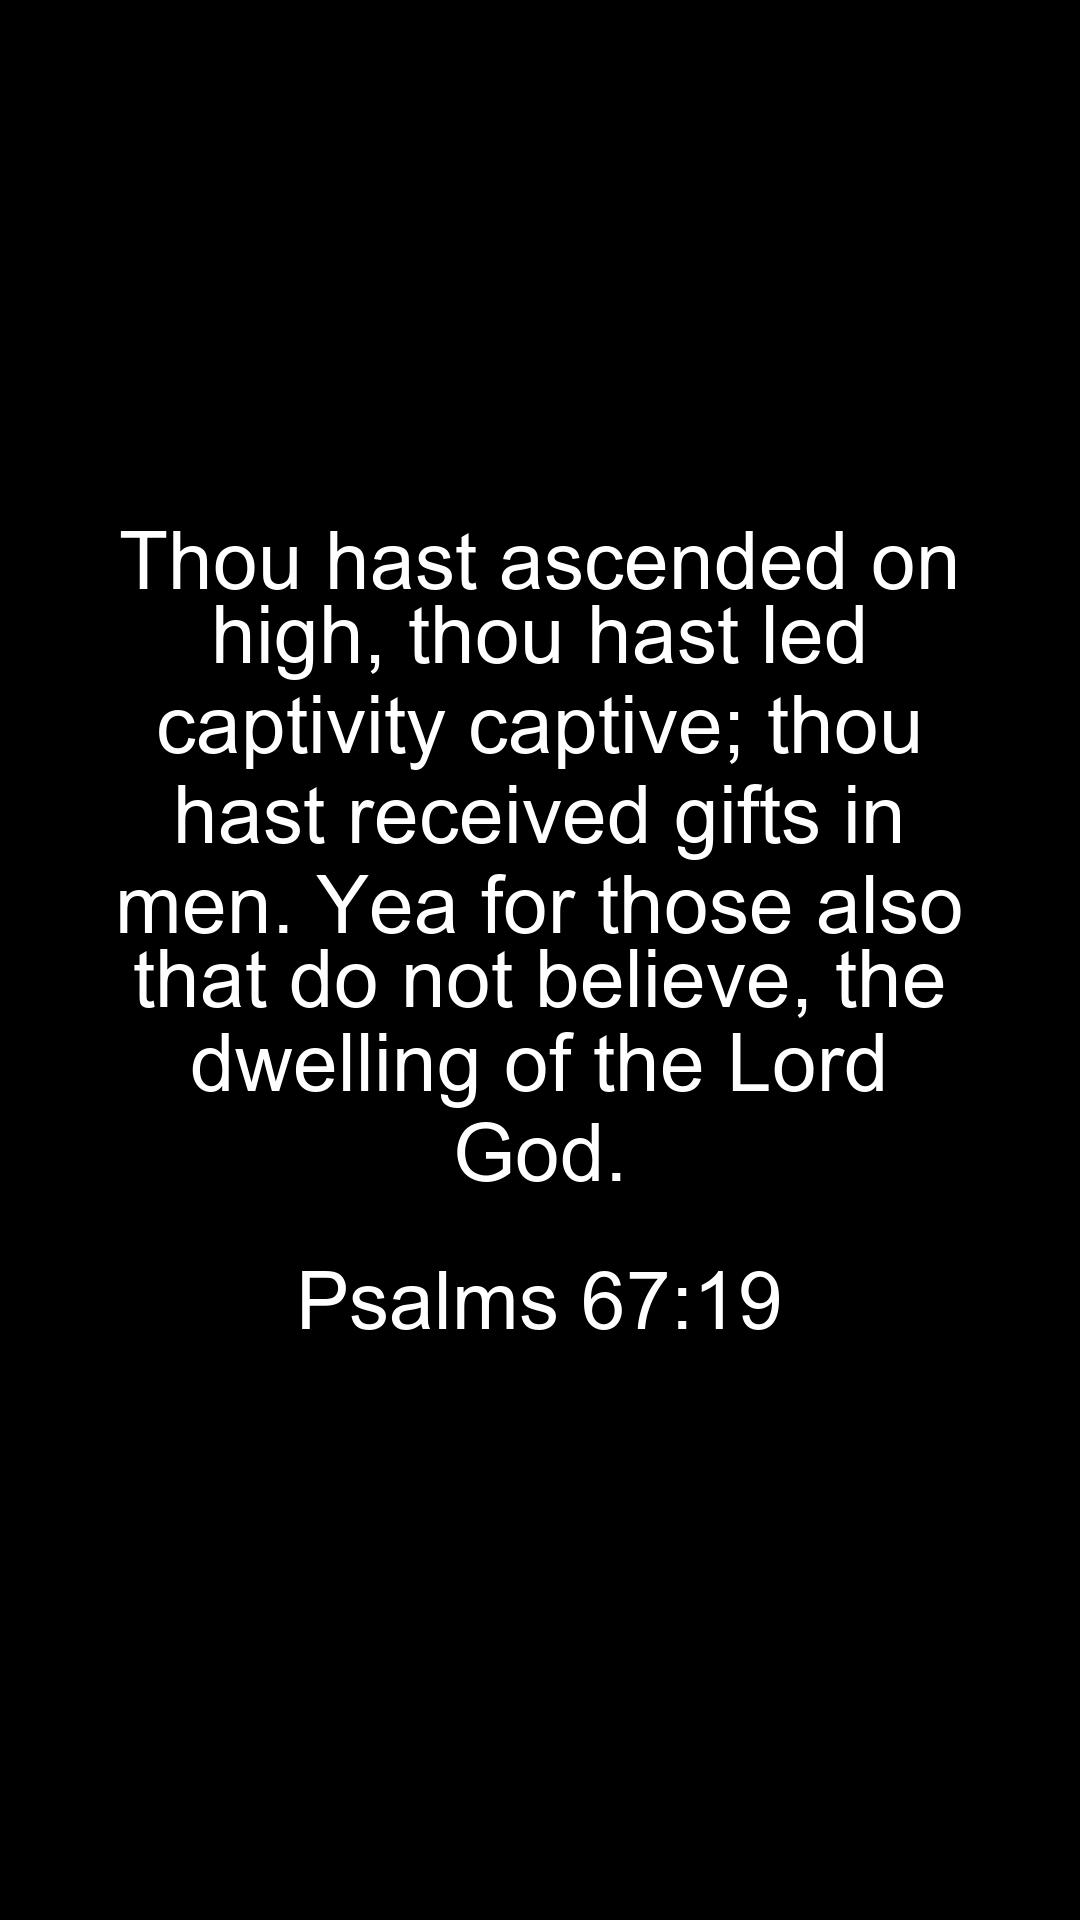 Thou hast ascended on
high, thou hast led
captivity captive; thou
hast received gifts in
men. Yea for those also
that do not believe, the
dwelling of the Lord
God.
Psalms 67:19